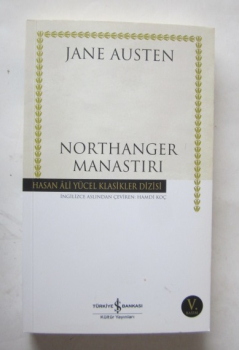 JANE AUSTEN
NORTHANGER
MANASTIRI
HASAN ÂLİ YÜCEL KLASİKLER DİZİSİ
İNGİLİZCE ASLINDAN ÇEVİREN: HAMDİ KOÇ
V.
TÜRKİYE İŞ BANKASI
Kültür Yayınları